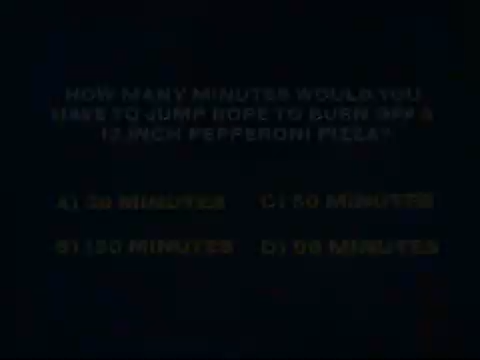 HOW MANY MINUTES WOULD YOU
HAVE TO JUMP ROPE TO BURN OFF A
12 INCH PEPPERONI PIZZA?
A) MINUTES
C) MINUTES
B) MINUTES
D) MINUTES